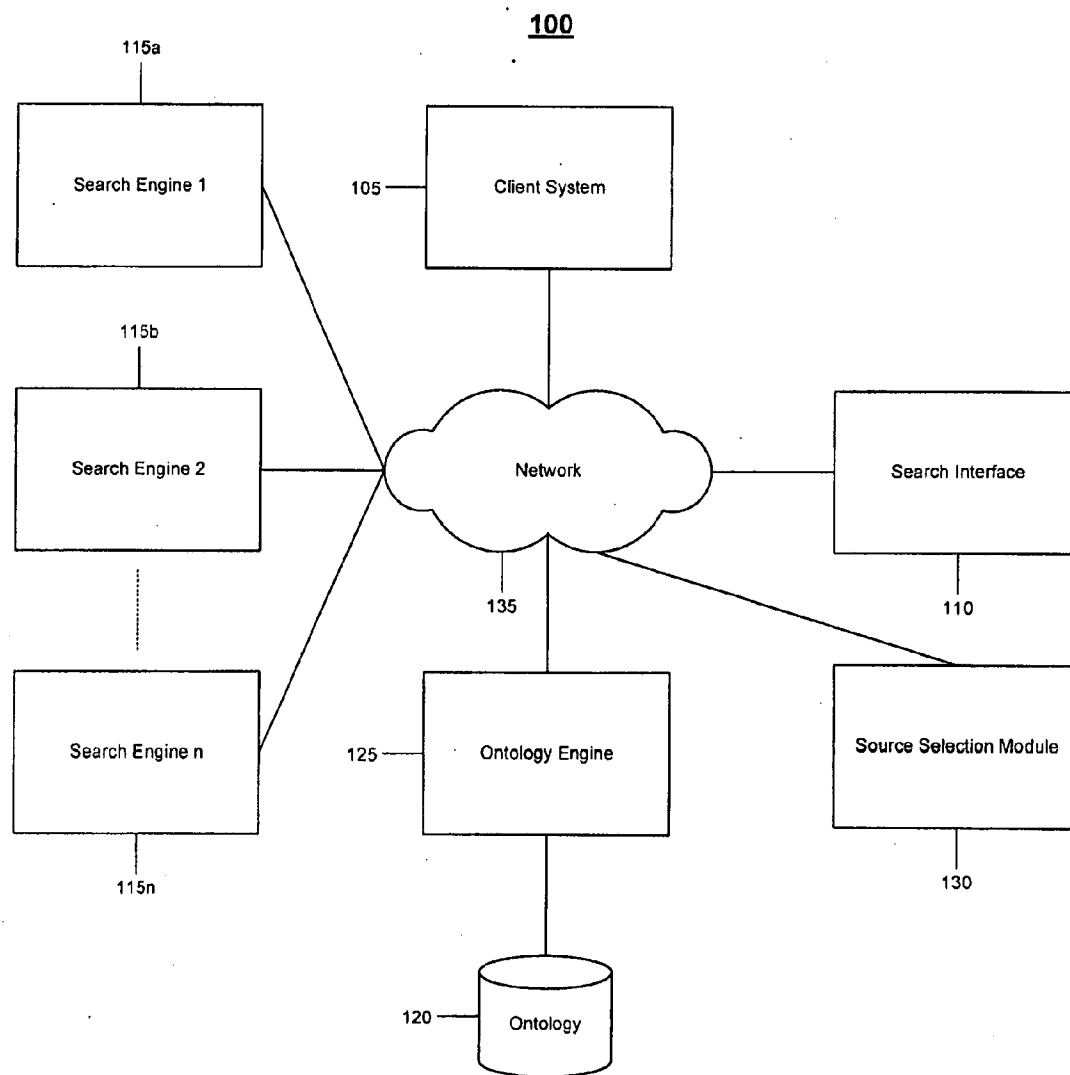 100
115a
Search Engine 1
105
Client System
115b
Search Engine 2
Network
Search Interface
135
110
Search Engine n
125
Ontology Engine
Source Selection Module
115n
130
120
Ontology